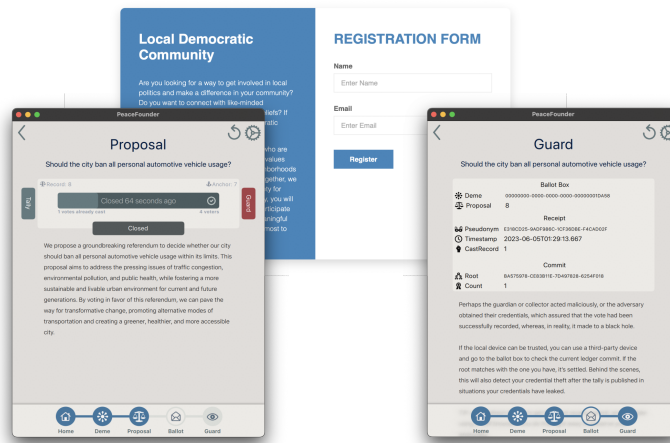 Local Democratic
Community
Are you looking for a way to get involved in local
politics and make a difference in your community?
Do you want to connect with like-minded
REGISTRATION FORM
Name
Enter Name
Email
Enter Email
Register
PeaceFounder
Proposal
Should the city ban all personal automotive vehicle usage?
Record: 8
Anchor: 7
Tally
Closed 64 seconds ago
Guard
1 votes already cast
4 voters
Closed
We propose a groundbreaking referendum to decide whether our city
should ban all personal automotive vehicle usage within its limits. This
proposal aims to address the pressing issues of traffic congestion,
environmental pollution, and public health, while fostering a more
sustainable and livable urban environment for current and future
generations. By voting in favor of this referendum, we can pave the
way for transformative change, promoting alternative modes of
transportation and creating a greener, healthier, and more accessible
city.
Home Deme Proposal Ballot Guard
PeaceFounder
Guard
Should the city ban all personal automotive vehicle usage?
Ballot Box
Deme
Proposal 8
Receipt
Pseudonym
Timestamp 2023-06-05T01:29:13.667
CastRecord 1
Commit
Root
Count 1
Perhaps the guardian or collector acted maliciously, or the adversary
obtained their credentials, which assured that the vote had been
successfully recorded, whereas, in reality, it made to a black hole.
If the local device can be trusted, you can use a third-party device
and go to the ballot box to check the current ledger commit. If the
root matches with the one you have, it's settled. Behind the scenes,
this will also detect your credential theft after the tally is published in
situations your credentials have leaked.
Home Deme Proposal Ballot Guard